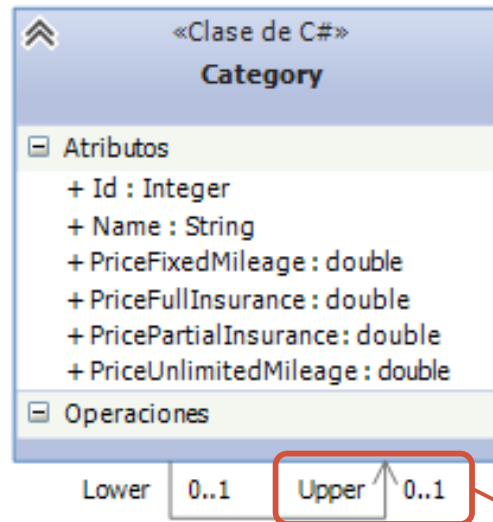 «Clase de C#»
Category
Atributos
+ Id : Integer
+ Name : String
+ PriceFixedMileage : double
+ PriceFullInsurance : double
+ PricePartialInsurance: double
+ PriceUnlimitedMileage : double
Operaciones
Lower 0..1 Upper 0..1